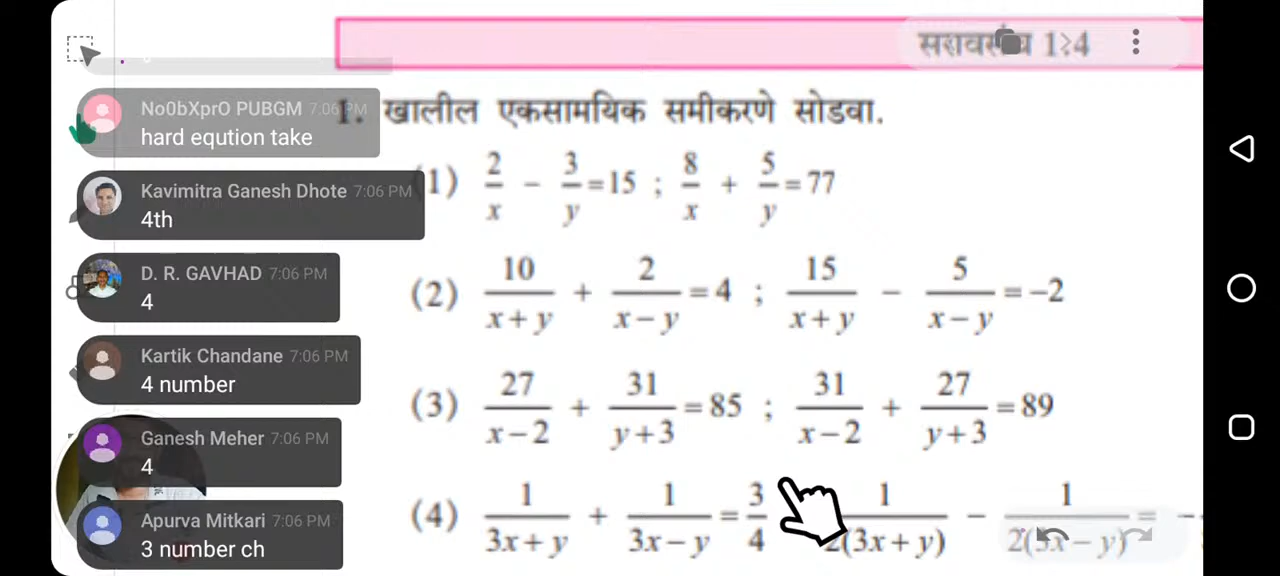 सरावसंच 1.4
1. खालील एकसामयिक समीकरणे सोडवा.
(1) 2/x - 3/y = 15 ; 8/x + 5/y = 77
(2) 10/(x+y) + 2/(x-y) = 4 ; 15/(x+y) - 5/(x-y) = -2
(3) 27/(x-2) + 31/(y+3) = 85 ; 31/(x-2) + 27/(y+3) = 89
(4) 1/(3x+y) + 1/(3x-y) = 3/4 1/2(3x+y) - 1/2(3x-y) = -
No0bXprO PUBGM 7:06 PM
hard eqution take
Kavimitra Ganesh Dhote 7:06 PM
4th
D. R. GAVHAD 7:06 PM
4
Kartik Chandane 7:06 PM
4 number
Ganesh Meher 7:06 PM
4
Apurva Mitkari 7:06 PM
3 number ch